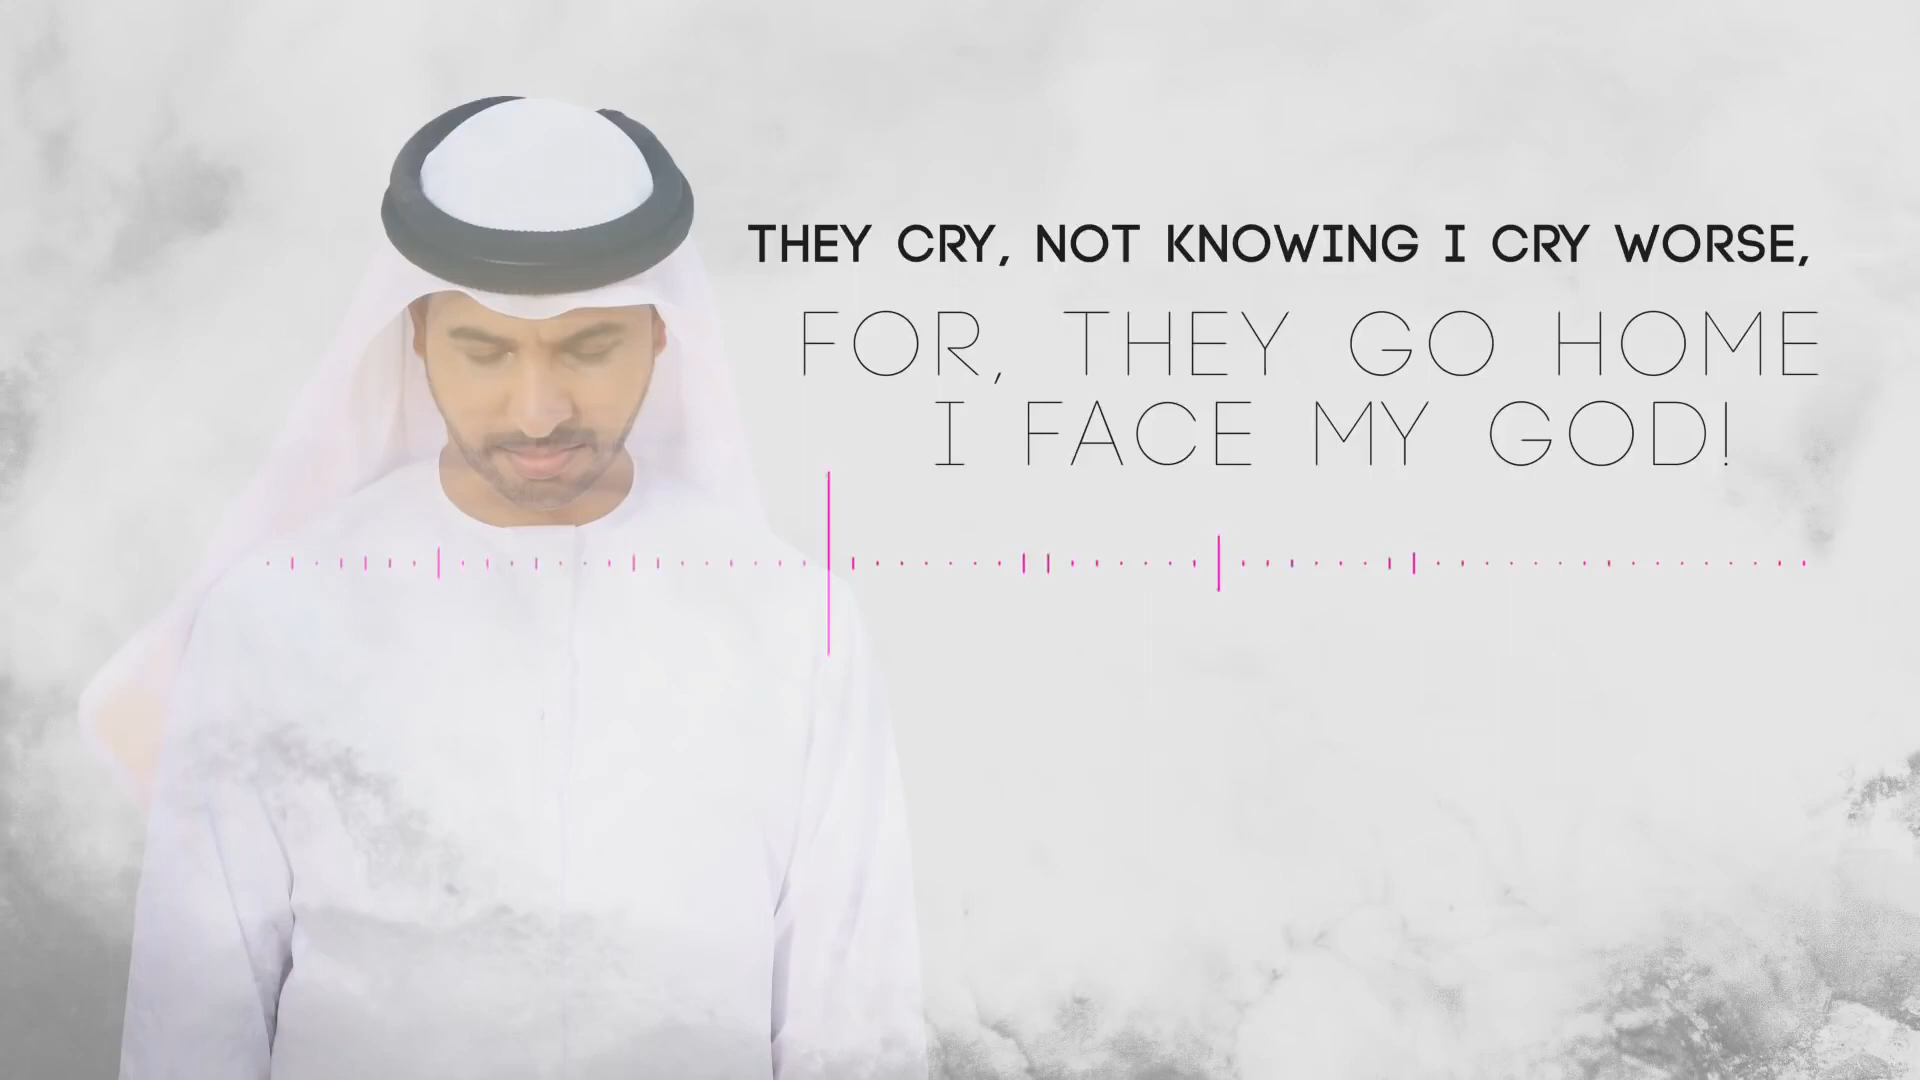 THEY CRY, NOT KNOWING I CRY WORSE,
FOR, THEY GO HOME
I FACE MY GOD!